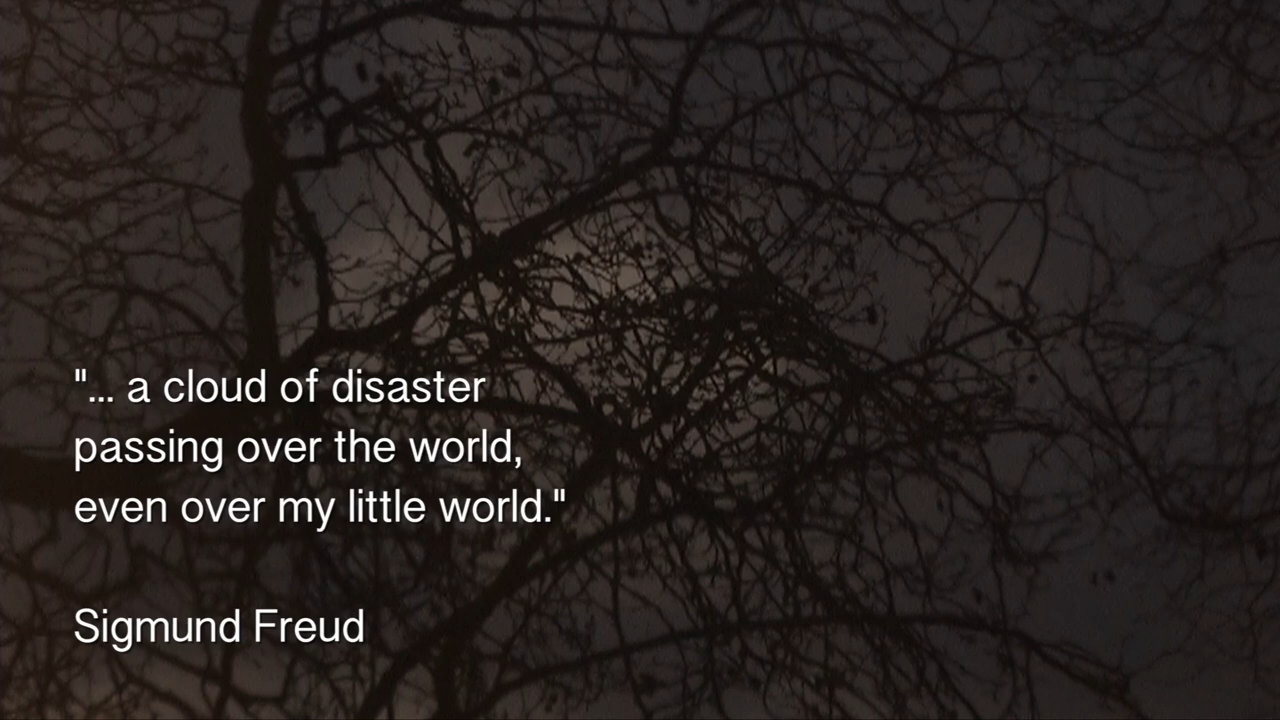 "... a cloud of disaster
passing over the world,
even over my little world."
Sigmund Freud